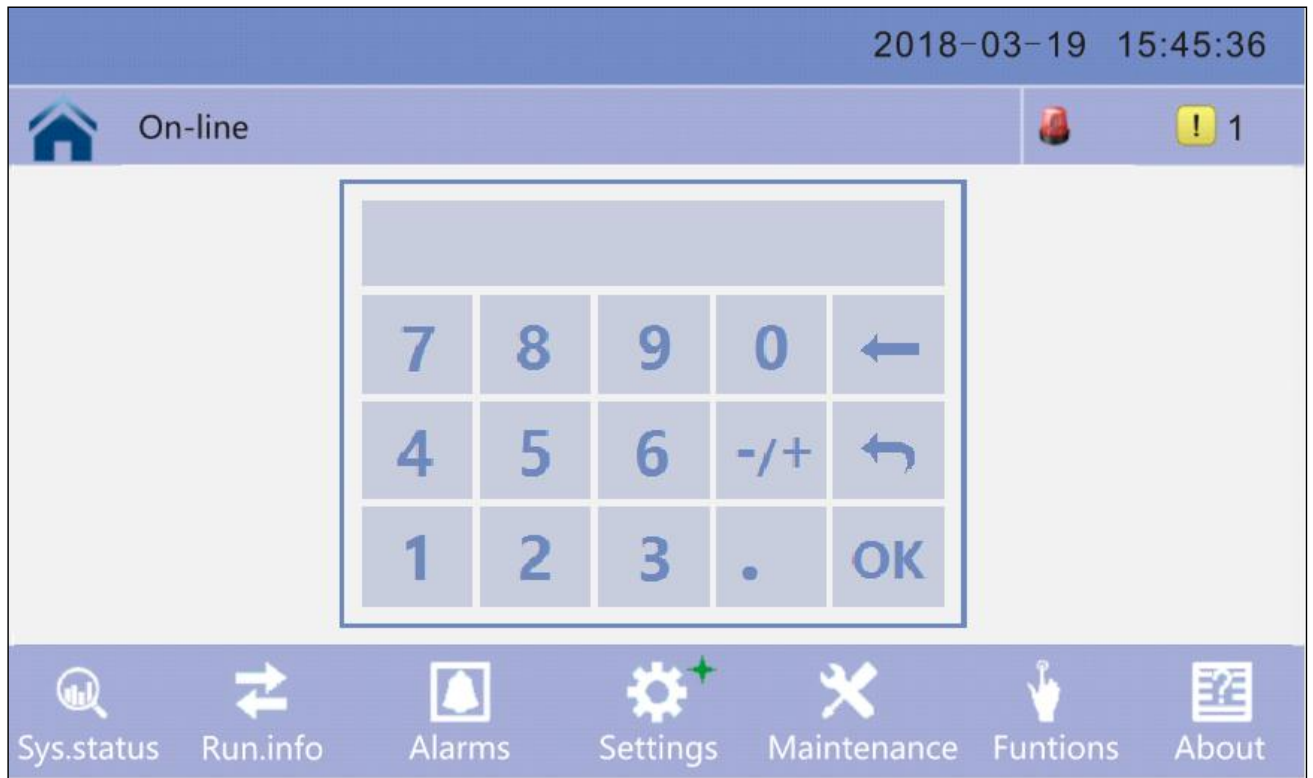 2018-03-19 15:45:36
On-line ! 1
7 8 9 0
4 5 6 -/+
1 2 3 . OK
Sys.status Run.info Alarms Settings Maintenance Funtions About